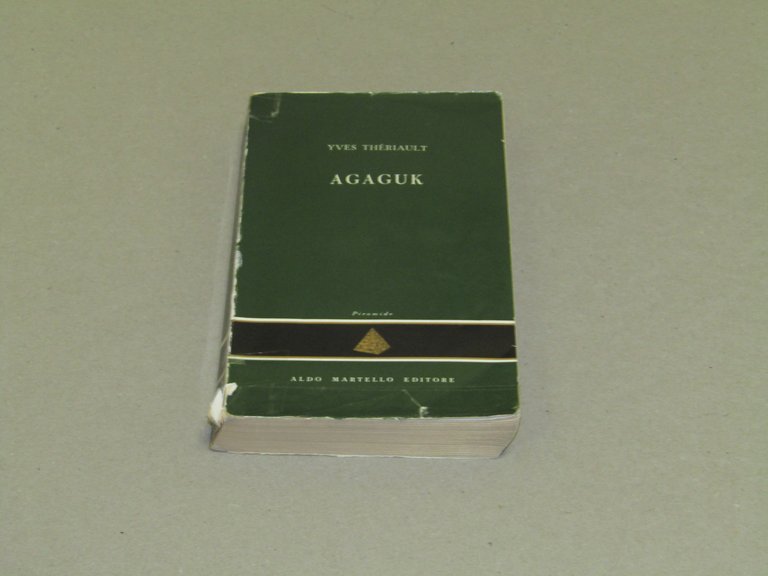 YVES THÉRIAULT
AGAGUK
Piramide
ALDO MARTELLO EDITORE